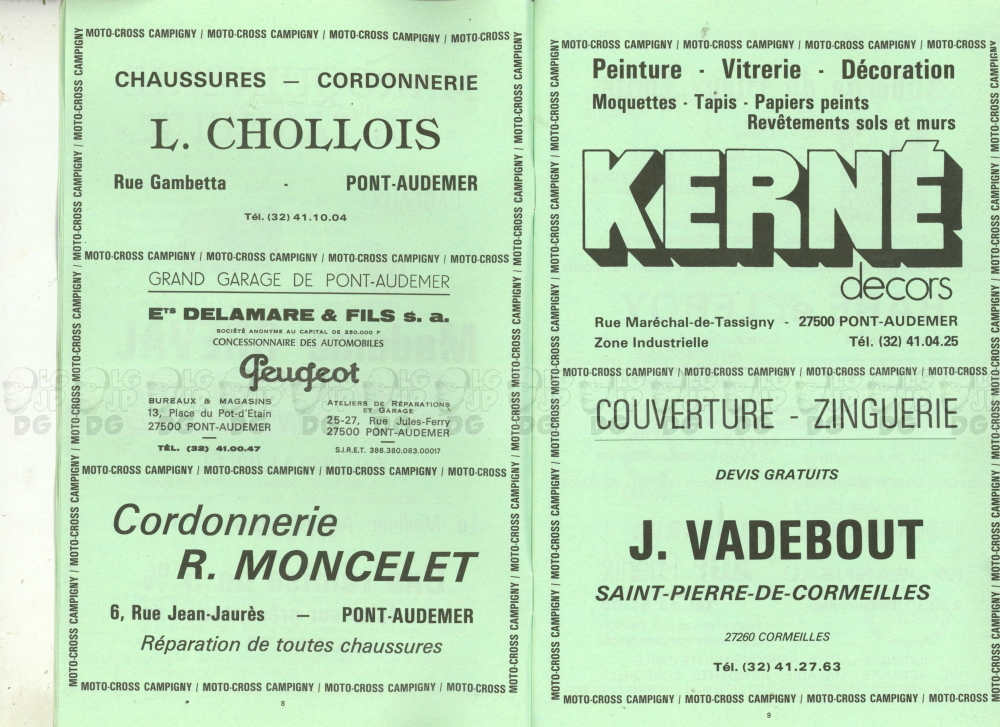 MOTO-CROSS CAMPIGNY / MOTO-CROSS CAMPIGNY / MOTO-CROSS CAMPIGNY / MOTO-CROSS
CHAUSSURES — CORDONNERIE
L. CHOLLOIS
Rue Gambetta - PONT-AUDEMER
Tél. (32) 41.10.04
MOTO-CROSS CAMPIGNY / MOTO-CROSS CAMPIGNY / MOTO-CROSS CAMPIGNY / MOTO-CROSS
GRAND GARAGE DE PONT-AUDEMER
Ets DELAMARE & FILS s. a.
SOCIÉTÉ ANONYME AU CAPITAL DE 250.000 F
CONCESSIONNAIRE DES AUTOMOBILES
Peugeot
BUREAUX & MAGASINS
13, Place du Pot-d'Etain
27500 PONT-AUDEMER
TÉL. (32) 41.00.47
ATELIERS DE RÉPARATIONS
ET GARAGE
25-27, Rue Jules-Ferry
27500 PONT-AUDEMER
S.I.R.E.T. 386.380.083.00017
MOTO-CROSS CAMPIGNY / MOTO-CROSS CAMPIGNY / MOTO-CROSS CAMPIGNY / MOTO-CROSS
Cordonnerie
R. MONCELET
6, Rue Jean-Jaurès — PONT-AUDEMER
Réparation de toutes chaussures
MOTO-CROSS CAMPIGNY / MOTO-CROSS CAMPIGNY / MOTO-CROSS CAMPIGNY / MOTO-CROSS
8
MOTO-CROSS CAMPIGNY / MOTO-CROSS CAMPIGNY / MOTO-CROSS CAMPIGNY / MOTO-CROSS
Peinture - Vitrerie - Décoration
Moquettes - Tapis - Papiers peints
Revêtements sols et murs
KERNÉ
decors
Rue Maréchal-de-Tassigny - 27500 PONT-AUDEMER
Zone Industrielle Tél. (32) 41.04.25
MOTO-CROSS CAMPIGNY / MOTO-CROSS CAMPIGNY / MOTO-CROSS CAMPIGNY / MOTO-CROSS
COUVERTURE - ZINGUERIE
DEVIS GRATUITS
J. VADEBOUT
SAINT-PIERRE-DE-CORMEILLES
27260 CORMEILLES
Tél. (32) 41.27.63
MOTO-CROSS CAMPIGNY / MOTO-CROSS CAMPIGNY / MOTO-CROSS CAMPIGNY / MOTO-CROSS
9